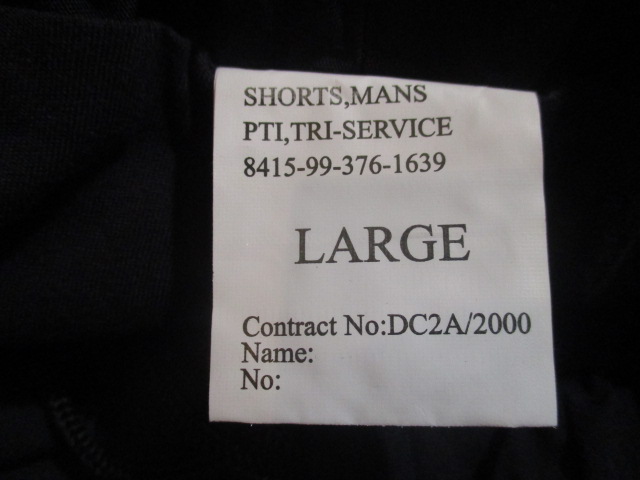 SHORTS,MANS
PTI,TRI-SERVICE
8415-99-376-1639
LARGE
Contract No:DC2A/2000
Name:
No: